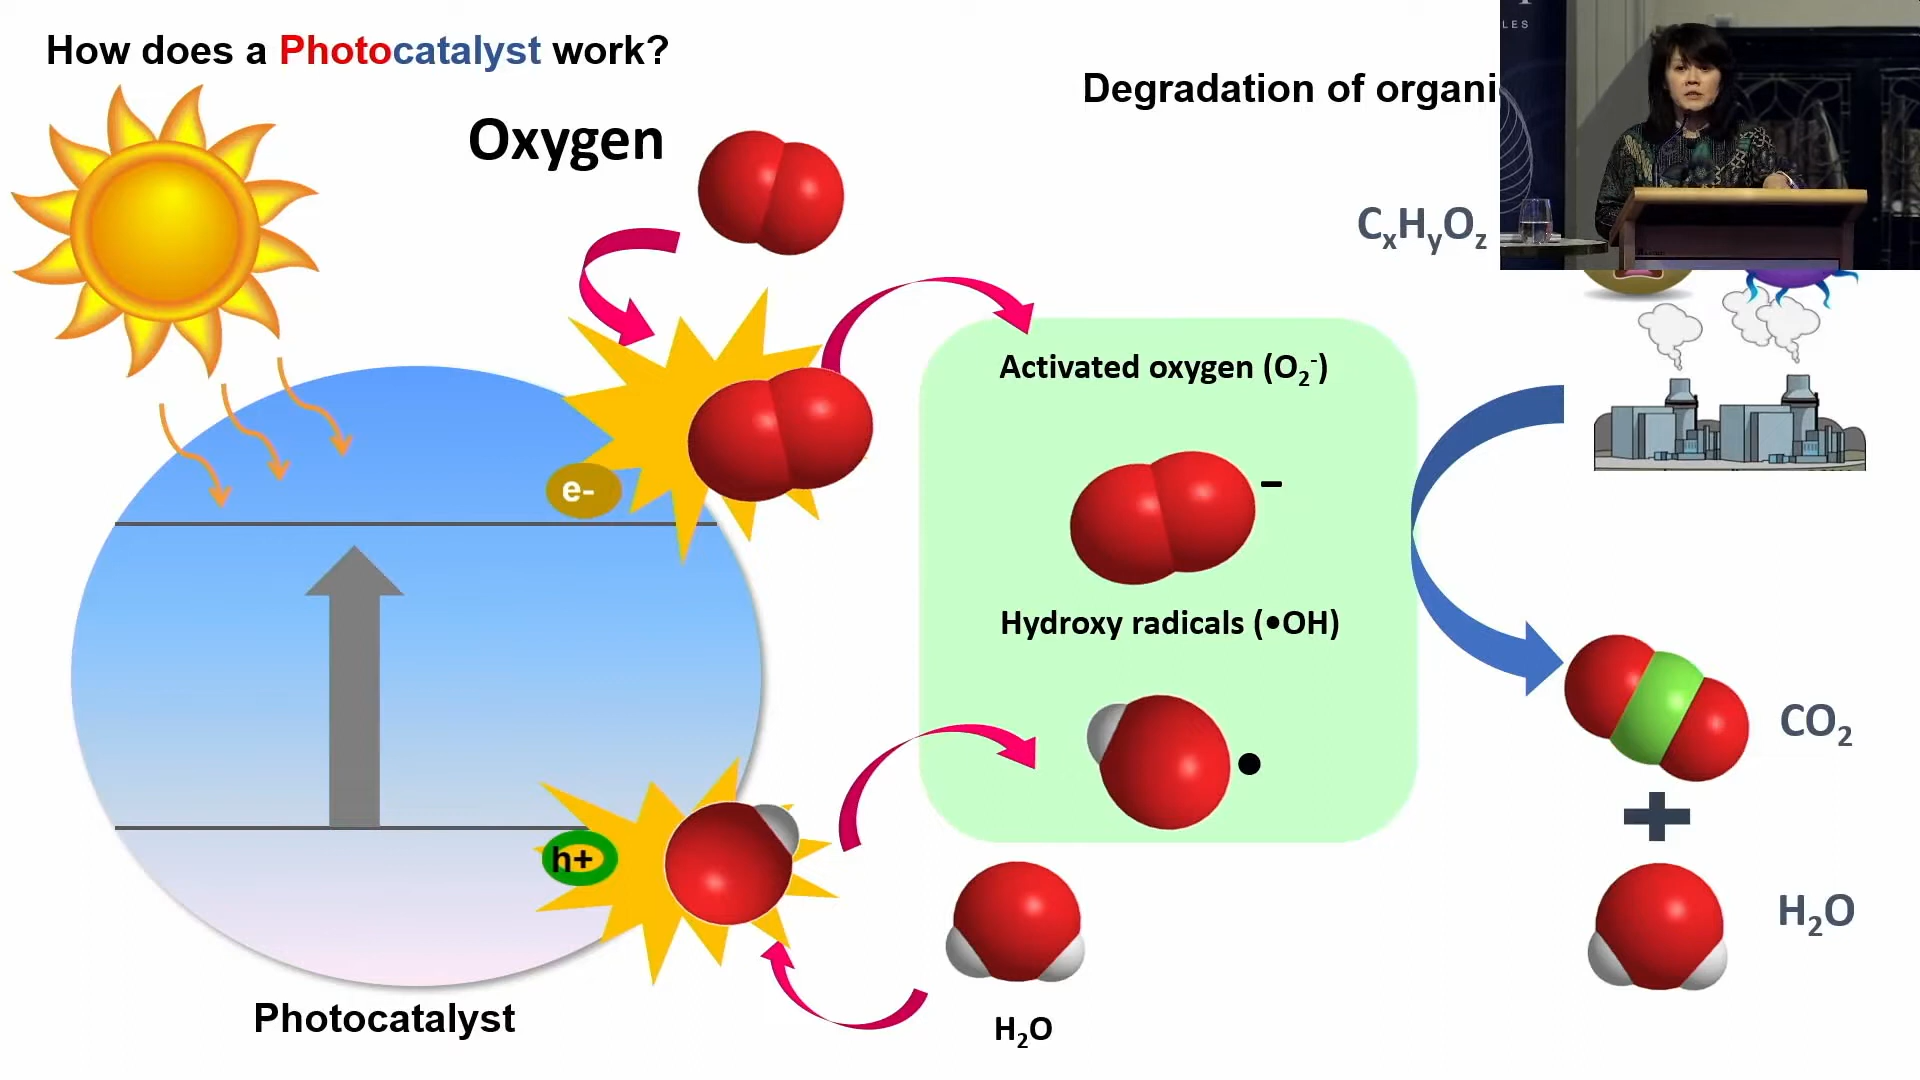 How does a Photocatalyst work?
Degradation of organi
LES
Oxygen
CₓHᵧO_z
Activated oxygen (O₂⁻)
e-
Hydroxy radicals (•OH)
–
•
CO₂
+
h+
H₂O
Photocatalyst
H₂O